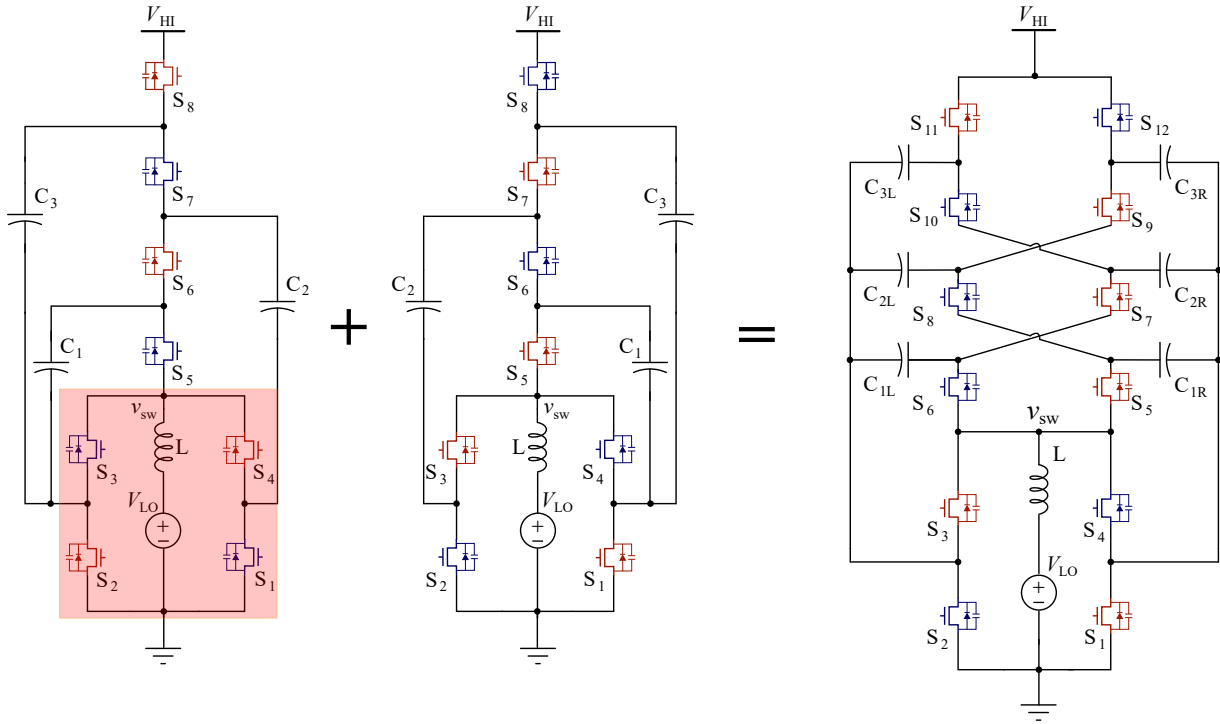 V_HI
S_8
S_7
C_3
S_6
C_2
C_1
S_5
v_sw
S_3
L
S_4
V_LO
+
−
S_2
S_1
+
V_HI
S_8
S_7
C_3
C_2
S_6
C_1
S_5
v_sw
S_3
L
S_4
V_LO
+
−
S_2
S_1
=
V_HI
S_11
S_12
C_3L
C_3R
S_10
S_9
C_2L
C_2R
S_8
S_7
C_1L
C_1R
S_6
S_5
v_sw
L
S_3
S_4
V_LO
+
−
S_2
S_1